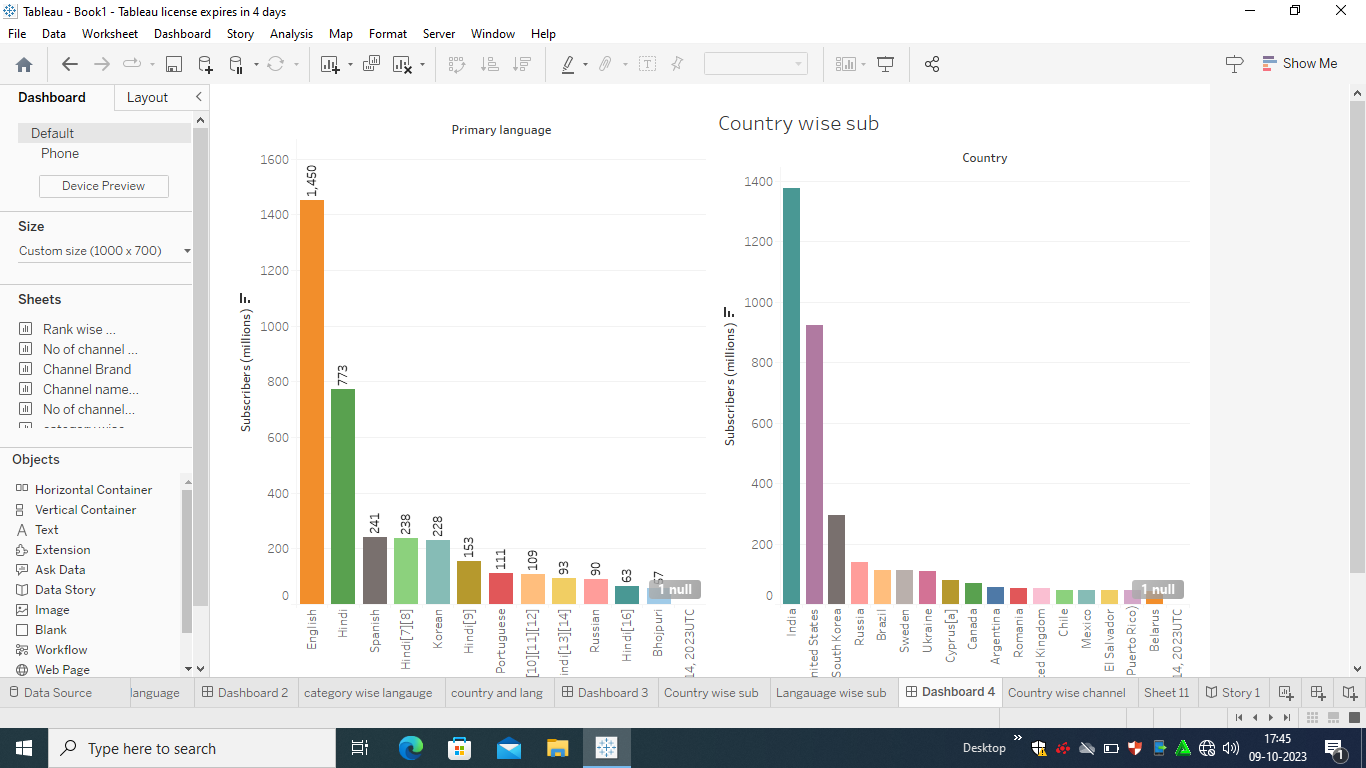 Tableau - Book1 - Tableau license expires in 4 days
File Data Worksheet Dashboard Story Analysis Map Format Server Window Help
Show Me
Dashboard Layout
Default
Phone
Device Preview
Size
Custom size (1000 x 700)
Sheets
Rank wise ...
No of channel ...
Channel Brand
Channel name...
No of channel...
Objects
Horizontal Container
Vertical Container
Text
Extension
Ask Data
Data Story
Image
Blank
Workflow
Web Page
Primary language
Subscribers (millions)
1600
1400
1200
1000
800
600
400
200
0
1,450
773
241
238
228
153
111
109
93
90
63
1 null
English
Hindi
Spanish
Hindi[7][8]
Korean
Hindi[9]
Portuguese
[10][11][12]
indi[13][14]
Russian
Hindi[16]
Bhojpuri
14, 2023UTC
Country wise sub
Country
Subscribers (millions)
1400
1200
1000
800
600
400
200
0
1 null
India
nited States
South Korea
Russia
Brazil
Sweden
Ukraine
Cyprus[a]
Canada
Argentina
Romania
ed Kingdom
Chile
Mexico
El Salvador
Puerto Rico)
Belarus
14, 2023UTC
Data Source language Dashboard 2 category wise langauge country and lang Dashboard 3 Country wise sub Langauage wise sub Dashboard 4 Country wise channel Sheet 11 Story 1
Type here to search
Desktop
17:45
09-10-2023
1